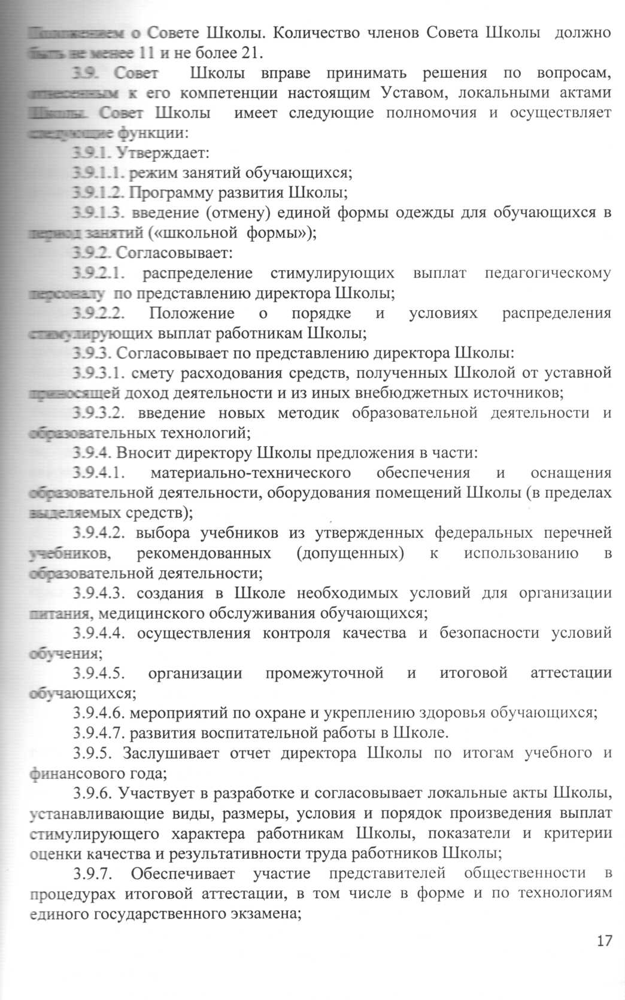 Положением о Совете Школы. Количество членов Совета Школы должно
быть не менее 11 и не более 21.
3.9. Совет Школы вправе принимать решения по вопросам,
отнесенным к его компетенции настоящим Уставом, локальными актами
Школы. Совет Школы имеет следующие полномочия и осуществляет
следующие функции:
3.9.1. Утверждает:
3.9.1.1. режим занятий обучающихся;
3.9.1.2. Программу развития Школы;
3.9.1.3. введение (отмену) единой формы одежды для обучающихся в
период занятий («школьной формы»);
3.9.2. Согласовывает:
3.9.2.1. распределение стимулирующих выплат педагогическому
персоналу по представлению директора Школы;
3.9.2.2. Положение о порядке и условиях распределения
стимулирующих выплат работникам Школы;
3.9.3. Согласовывает по представлению директора Школы:
3.9.3.1. смету расходования средств, полученных Школой от уставной
приносящей доход деятельности и из иных внебюджетных источников;
3.9.3.2. введение новых методик образовательной деятельности и
образовательных технологий;
3.9.4. Вносит директору Школы предложения в части:
3.9.4.1. материально-технического обеспечения и оснащения
образовательной деятельности, оборудования помещений Школы (в пределах
выделяемых средств);
3.9.4.2. выбора учебников из утвержденных федеральных перечней
учебников, рекомендованных (допущенных) к использованию в
образовательной деятельности;
3.9.4.3. создания в Школе необходимых условий для организации
питания, медицинского обслуживания обучающихся;
3.9.4.4. осуществления контроля качества и безопасности условий
обучения;
3.9.4.5. организации промежуточной и итоговой аттестации
обучающихся;
3.9.4.6. мероприятий по охране и укреплению здоровья обучающихся;
3.9.4.7. развития воспитательной работы в Школе.
3.9.5. Заслушивает отчет директора Школы по итогам учебного и
финансового года;
3.9.6. Участвует в разработке и согласовывает локальные акты Школы,
устанавливающие виды, размеры, условия и порядок произведения выплат
стимулирующего характера работникам Школы, показатели и критерии
оценки качества и результативности труда работников Школы;
3.9.7. Обеспечивает участие представителей общественности в
процедурах итоговой аттестации, в том числе в форме и по технологиям
единого государственного экзамена;
17